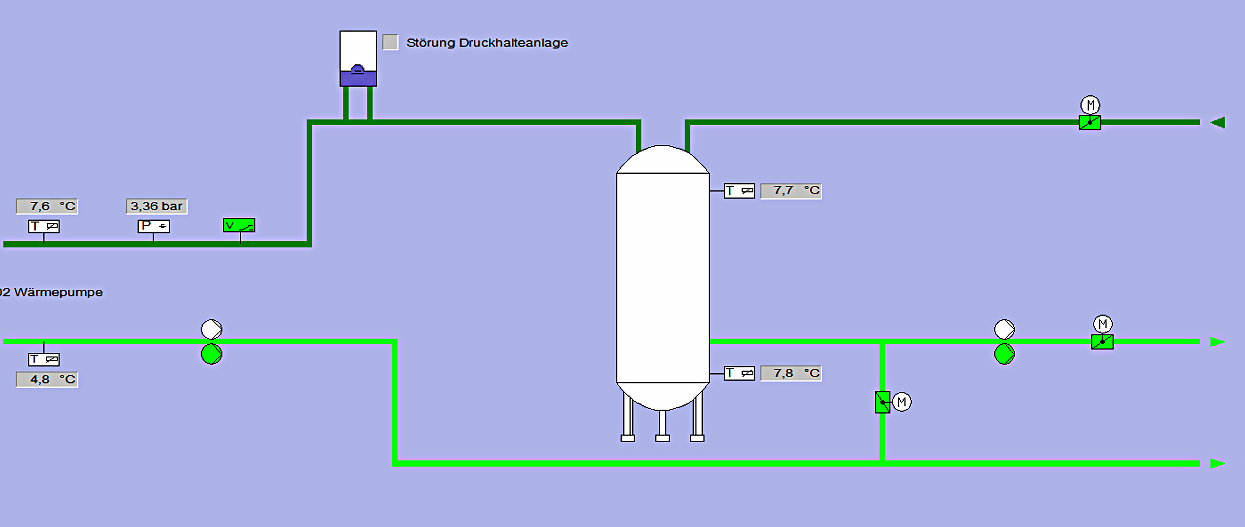 Störung Druckhalteanlage
M
7,6 °C
3,36 bar
T
P
V
T
7,7 °C
02 Wärmepumpe
M
T
4,8 °C
T
7,8 °C
M